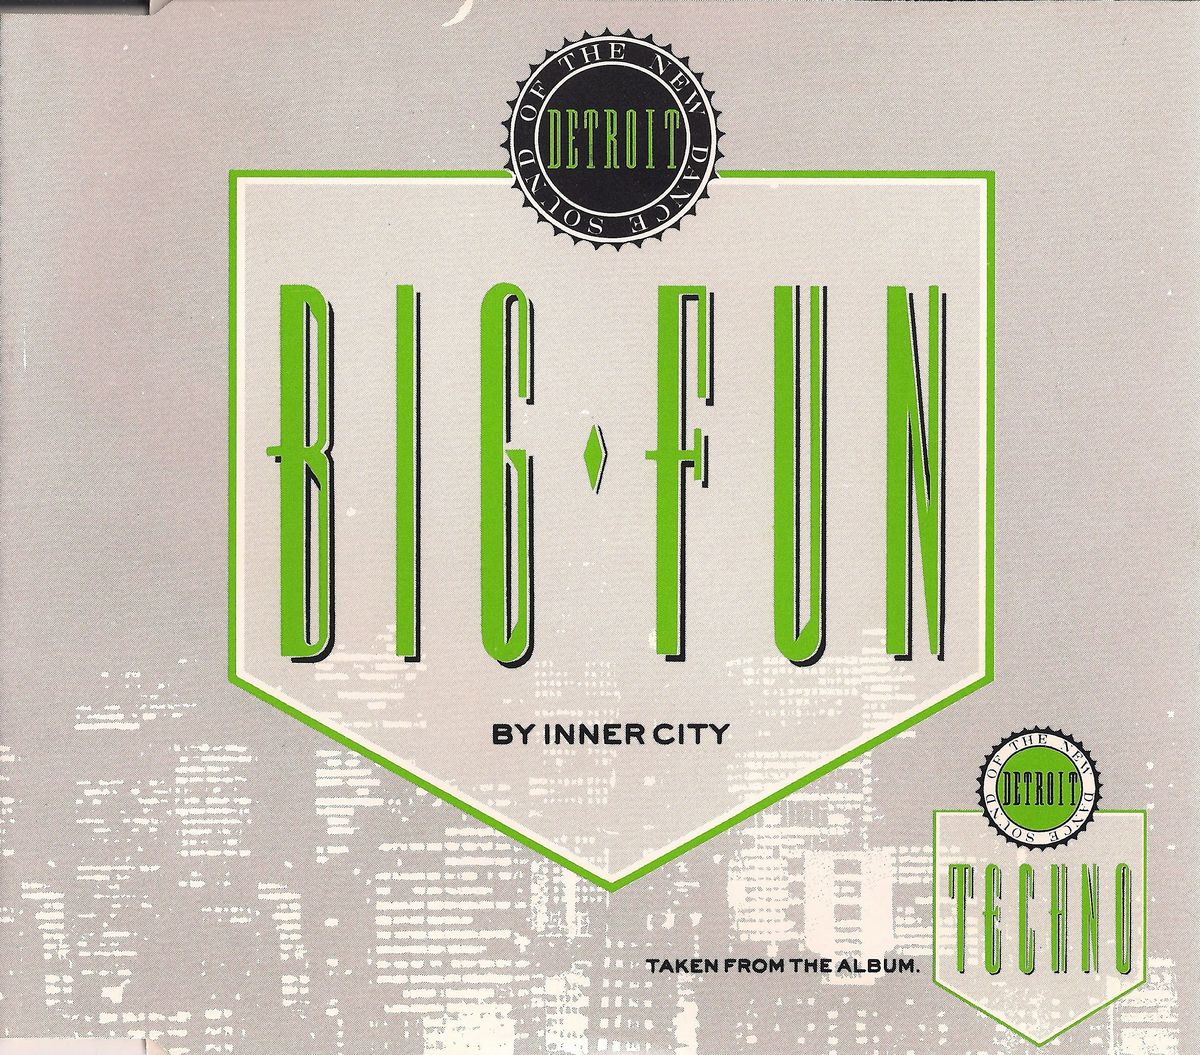 SOUND OF THE NEW DANCE
DETROIT
BIG FUN
BY INNER CITY
SOUND OF THE NEW DANCE
DETROIT
TECHNO
TAKEN FROM THE ALBUM.